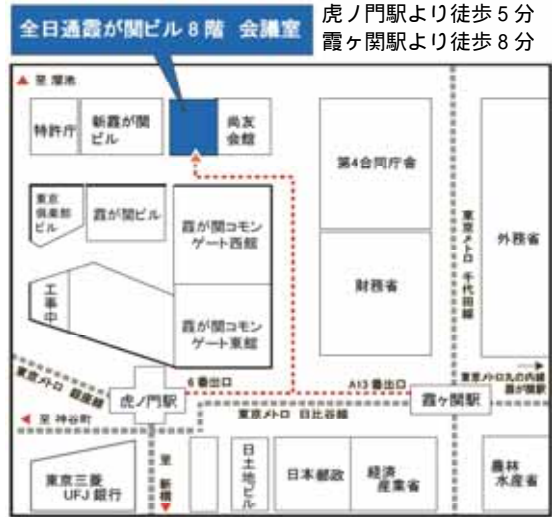 全日通霞が関ビル8階 会議室
虎ノ門駅より徒歩5分
霞ヶ関駅より徒歩8分
至 溜池
特許庁
新霞が関
ビル
尚友
会館
第4合同庁舎
外務省
東京
倶楽部
ビル
霞が関ビル
霞が関コモン
ゲート西館
東京メトロ 千代田線
財務省
工事中
霞が関コモン
ゲート東館
東京メトロ 銀座線
6番出口
A13番出口
東京メトロ丸の内線
霞が関駅
虎ノ門駅
霞ヶ関駅
東京メトロ 日比谷線
至 神谷町
至 新橋
東京三菱
UFJ銀行
日土地ビル
日本郵政
経済
産業省
農林
水産省